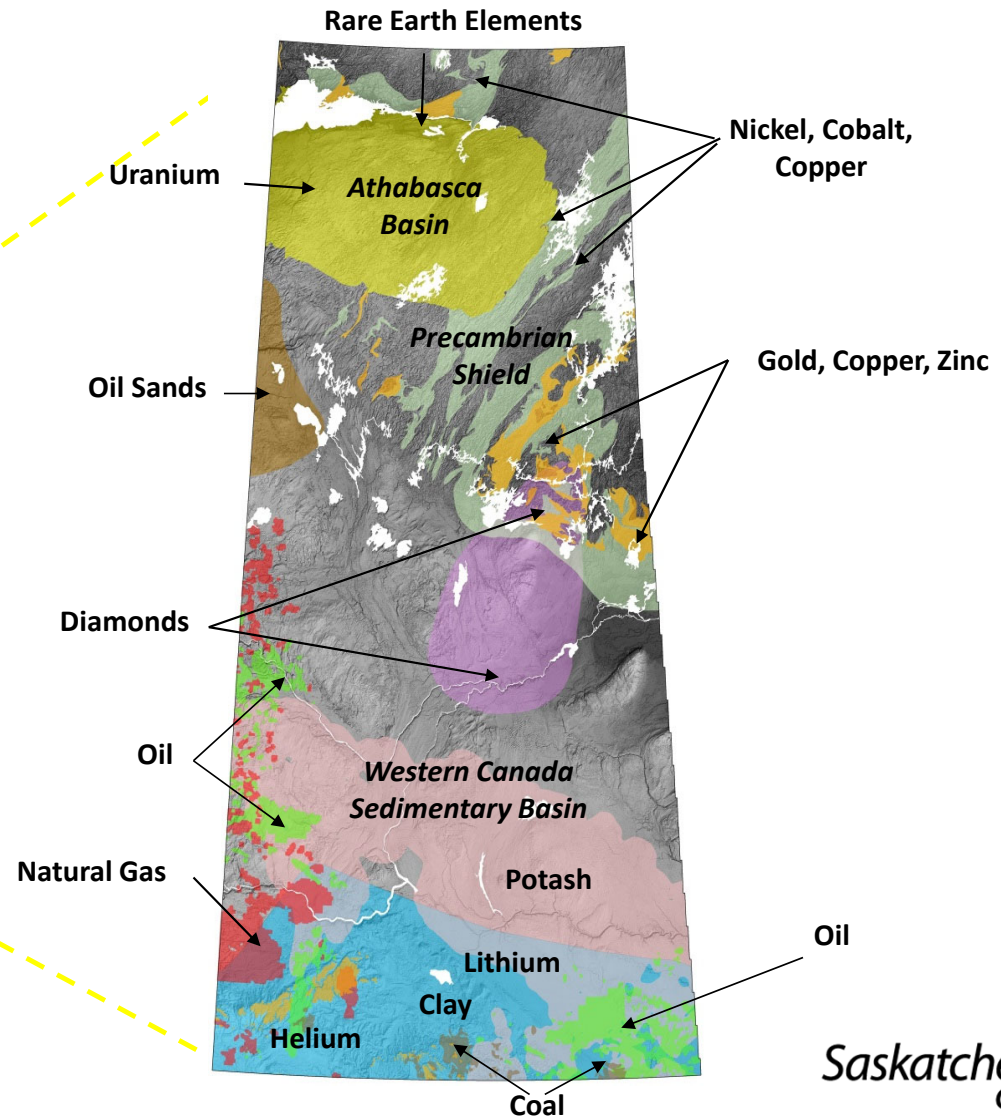 Rare Earth Elements
Nickel, Cobalt,
Copper
Uranium
Athabasca
Basin
Precambrian
Shield
Gold, Copper, Zinc
Oil Sands
Diamonds
Oil
Western Canada
Sedimentary Basin
Natural Gas
Potash
Oil
Lithium
Clay
Helium
Coal